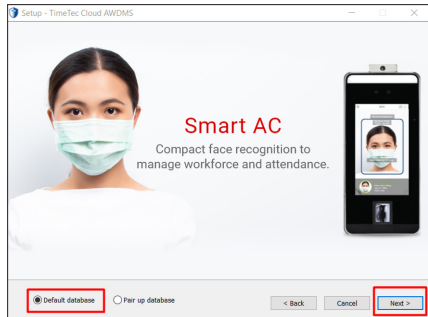 Setup - TimeTec Cloud AWDMS
Smart AC
Compact face recognition to
manage workforce and attendance.
Default database
Pair up database
< Back
Cancel
Next >